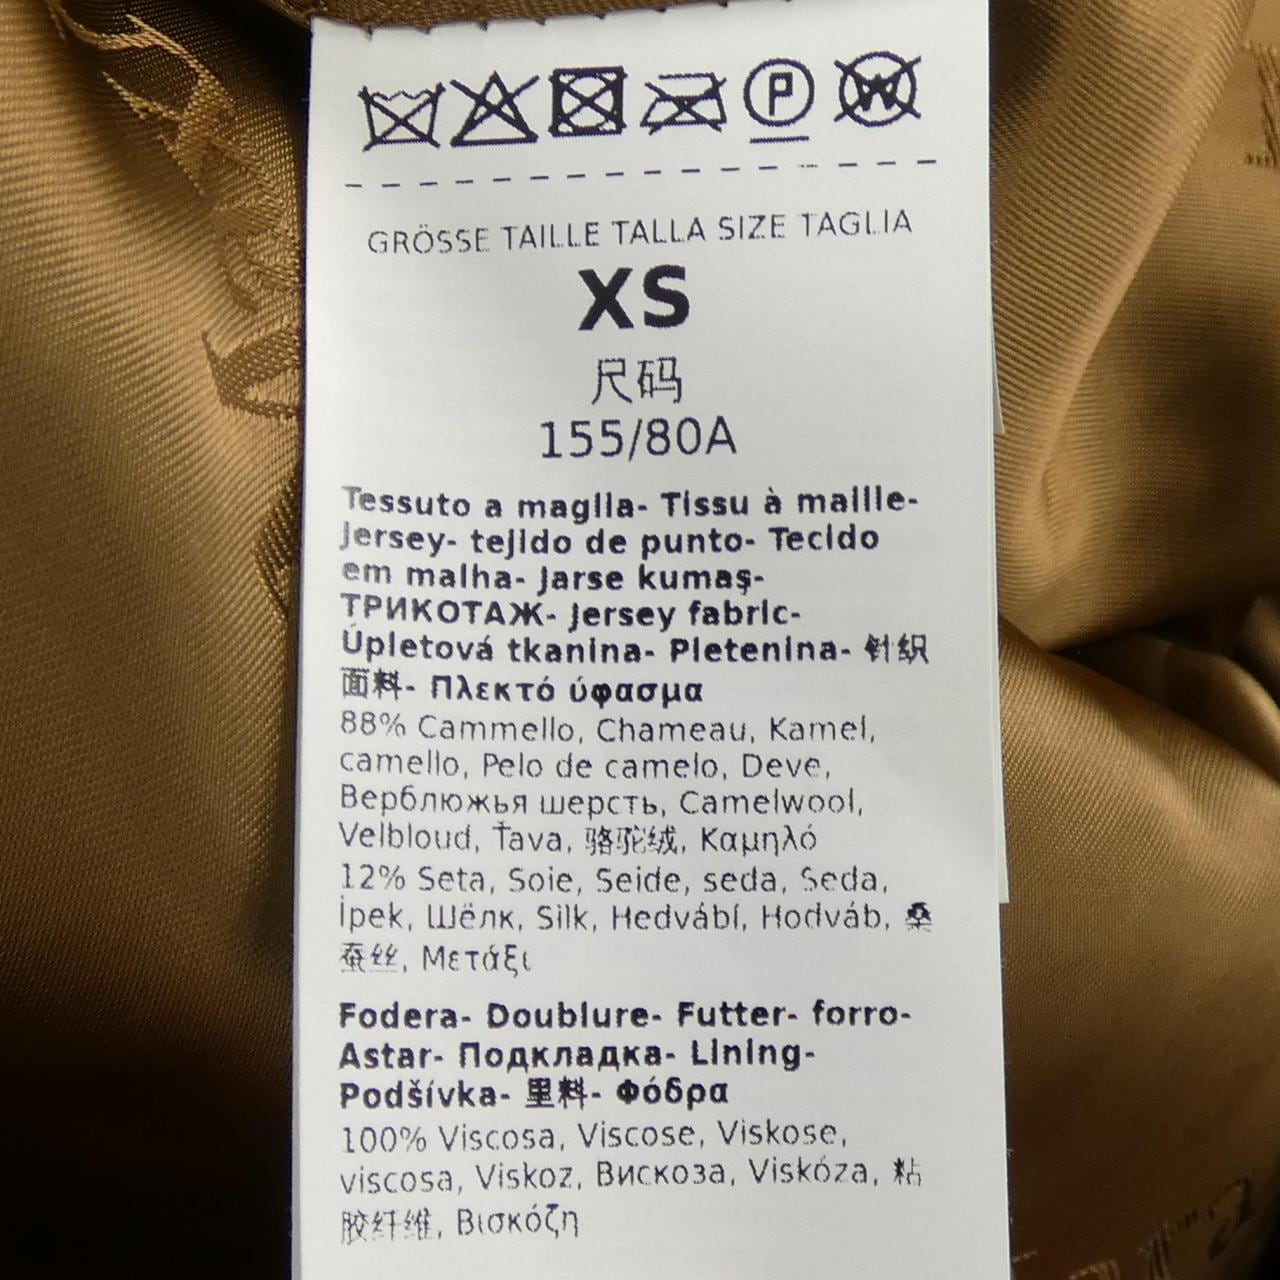 P W
GRÖSSE TAILLE TALLA SIZE TAGLIA
XS
尺码
155/80A
Tessuto a maglia- Tissu à maille-
Jersey- tejido de punto- Tecido
em malha- Jarse kumaş-
ТРИКОТАЖ- Jersey fabric-
Úpletová tkanina- Pletenina- 针织
面料- Πλεκτό ύφασμα
88% Cammello, Chameau, Kamel,
camello, Pelo de camelo, Deve,
Верблюжья шерсть, Camelwool,
Velbloud, Ťava, 骆驼绒, Καμηλό
12% Seta, Soie, Seide, seda, Seda,
İpek, Шёлк, Silk, Hedvábí, Hodváb, 桑
蚕丝, Μετάξι
Fodera- Doublure- Futter- forro-
Astar- Подкладка- Lining-
Podšívka- 里料- Φόδρα
100% Viscosa, Viscose, Viskose,
viscosa, Viskoz, Вискоза, Viskóza, 粘
胶纤维, Βισκόζη